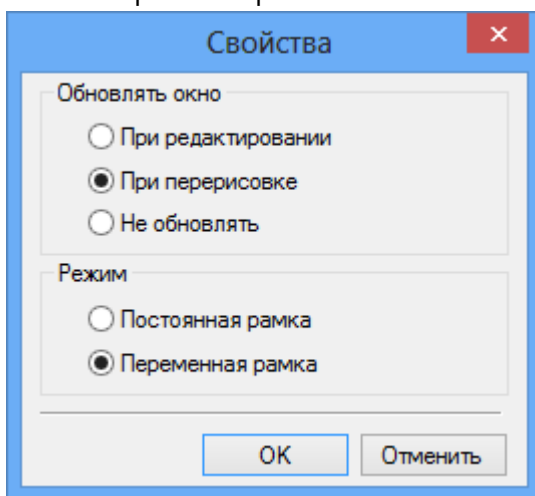 Свойства
Обновлять окно
При редактировании
При перерисовке
Не обновлять
Режим
Постоянная рамка
Переменная рамка
OK
Отменить